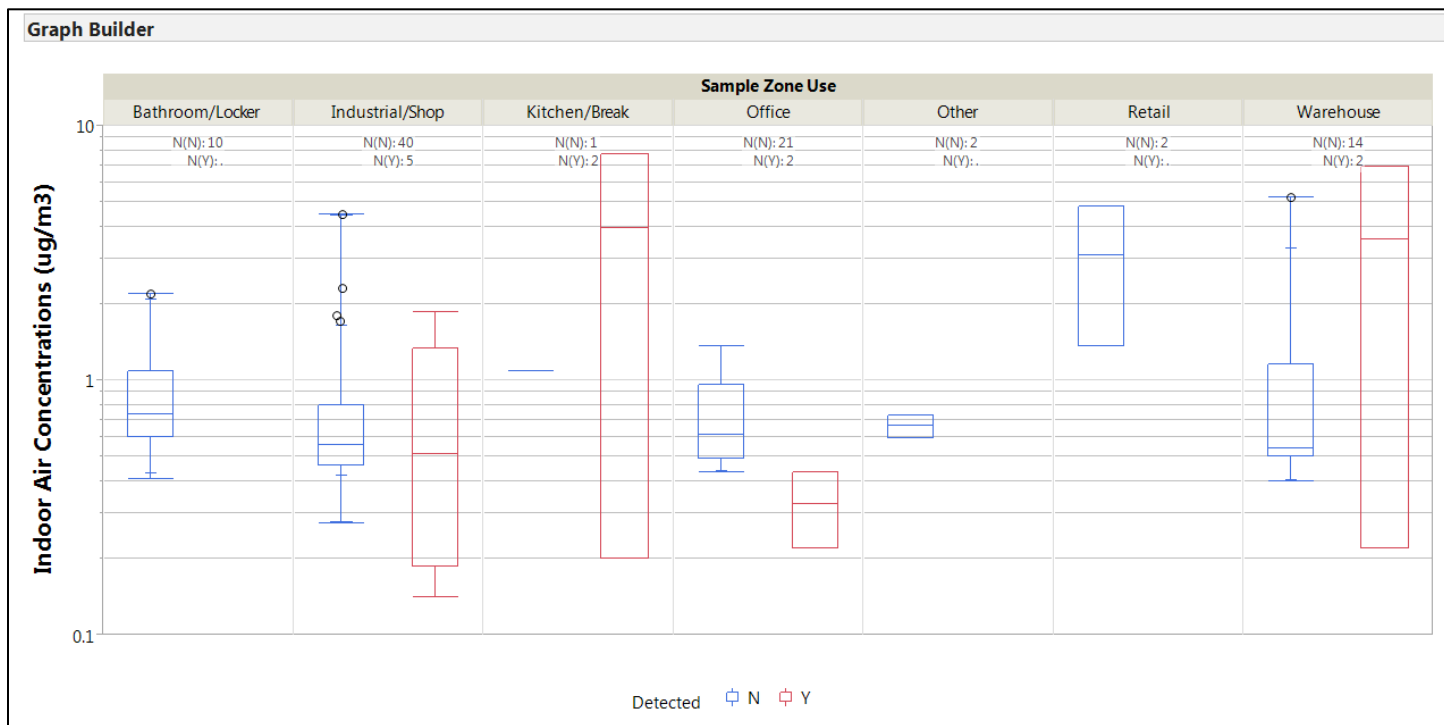 Graph Builder
Sample Zone Use
Bathroom/Locker Industrial/Shop Kitchen/Break Office Other Retail Warehouse
N(N): 10 N(N): 40 N(N): 1 N(N): 21 N(N): 2 N(N): 2 N(N): 14
N(Y): . N(Y): 5 N(Y): 2 N(Y): 2 N(Y): . N(Y): . N(Y): 2
Indoor Air Concentrations (ug/m3)
10
1
0.1
Detected N Y